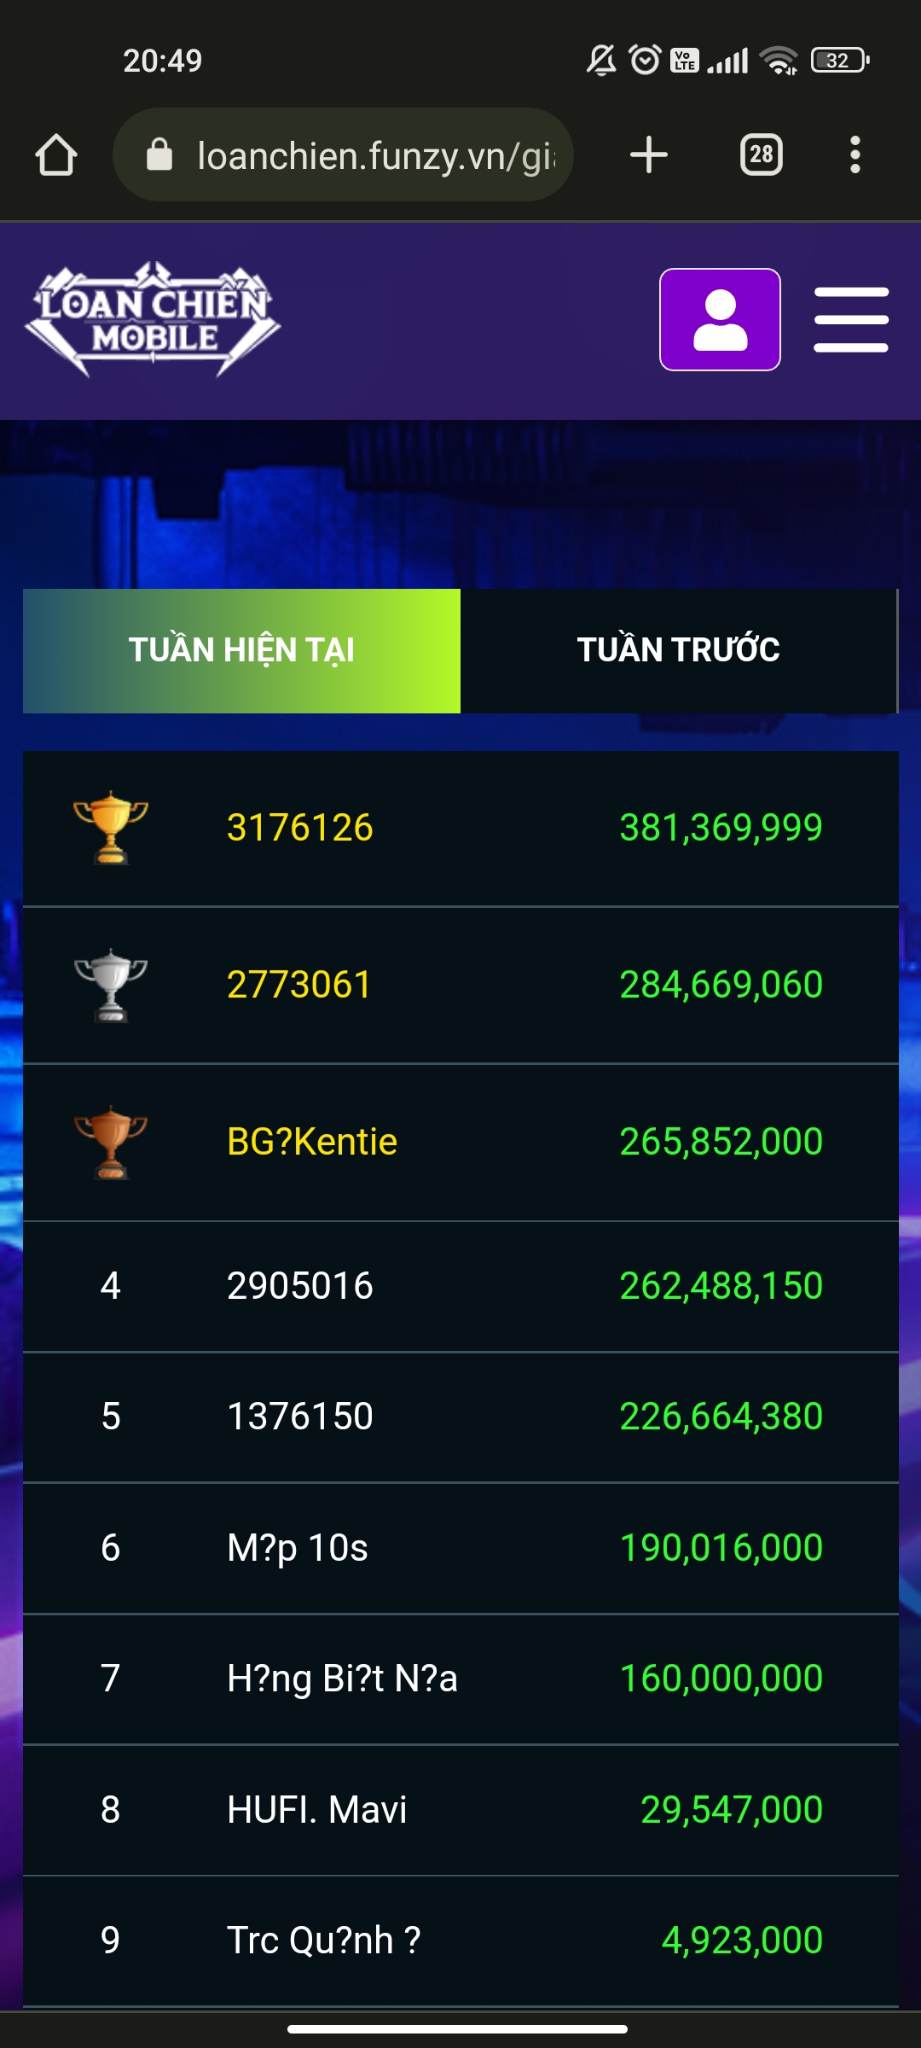 20:49
Vo LTE
32
loanchien.funzy.vn/gia
28
LOẠN CHIẾN
MOBILE
TUẦN HIỆN TẠI
TUẦN TRƯỚC
3176126 381,369,999
2773061 284,669,060
BG?Kentie 265,852,000
4 2905016 262,488,150
5 1376150 226,664,380
6 M?p 10s 190,016,000
7 H?ng Bi?t N?a 160,000,000
8 HUFI. Mavi 29,547,000
9 Trc Qu?nh ? 4,923,000